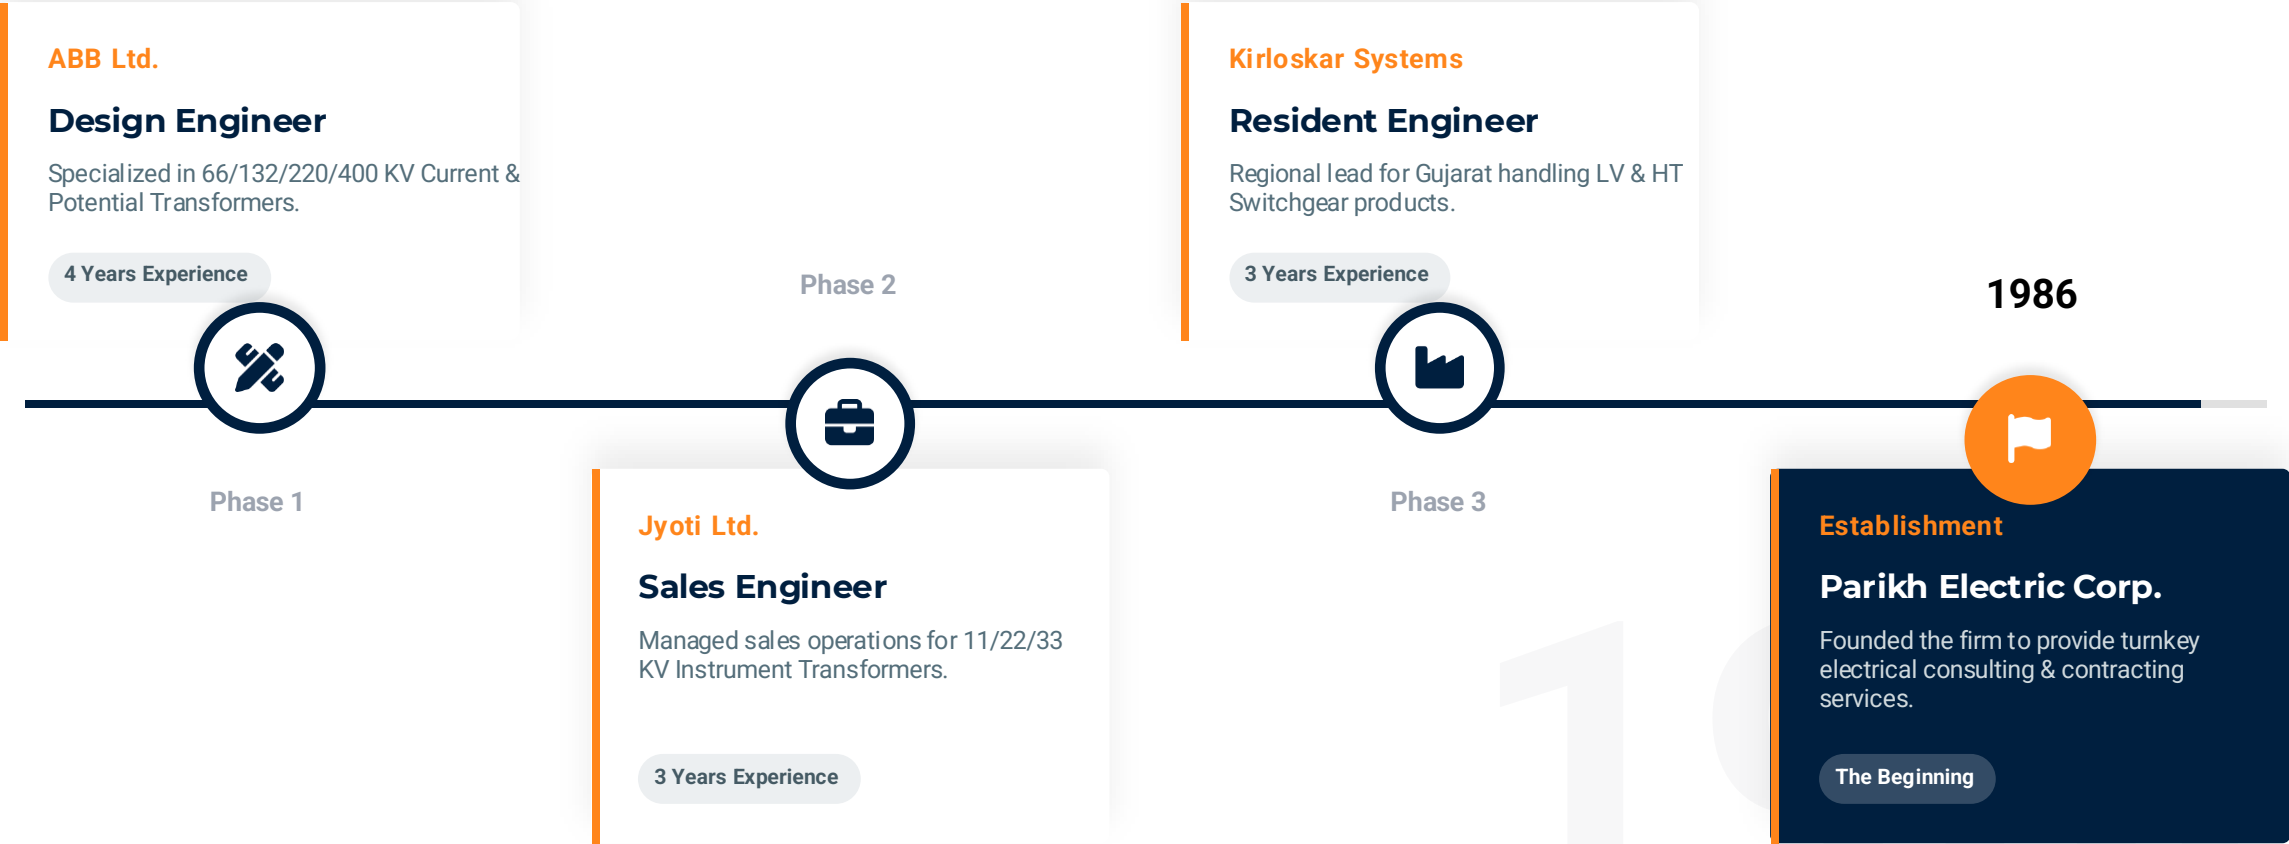 ABB Ltd.
Design Engineer
Specialized in 66/132/220/400 KV Current &
Potential Transformers.
4 Years Experience
Phase 1
Phase 2
Jyoti Ltd.
Sales Engineer
Managed sales operations for 11/22/33
KV Instrument Transformers.
3 Years Experience
Kirloskar Systems
Resident Engineer
Regional lead for Gujarat handling LV & HT
Switchgear products.
3 Years Experience
Phase 3
1986
Establishment
Parikh Electric Corp.
Founded the firm to provide turnkey
electrical consulting & contracting
services.
The Beginning